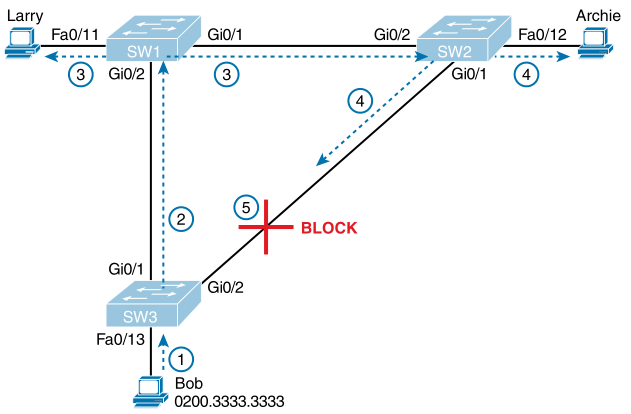 Larry
Archie
Fa0/11
Gi0/1
Gi0/2
Fa0/12
SW1
SW2
3
Gi0/2
3
Gi0/1
4
4
5
BLOCK
2
Gi0/1
Gi0/2
SW3
Fa0/13
1
Bob
0200.3333.3333